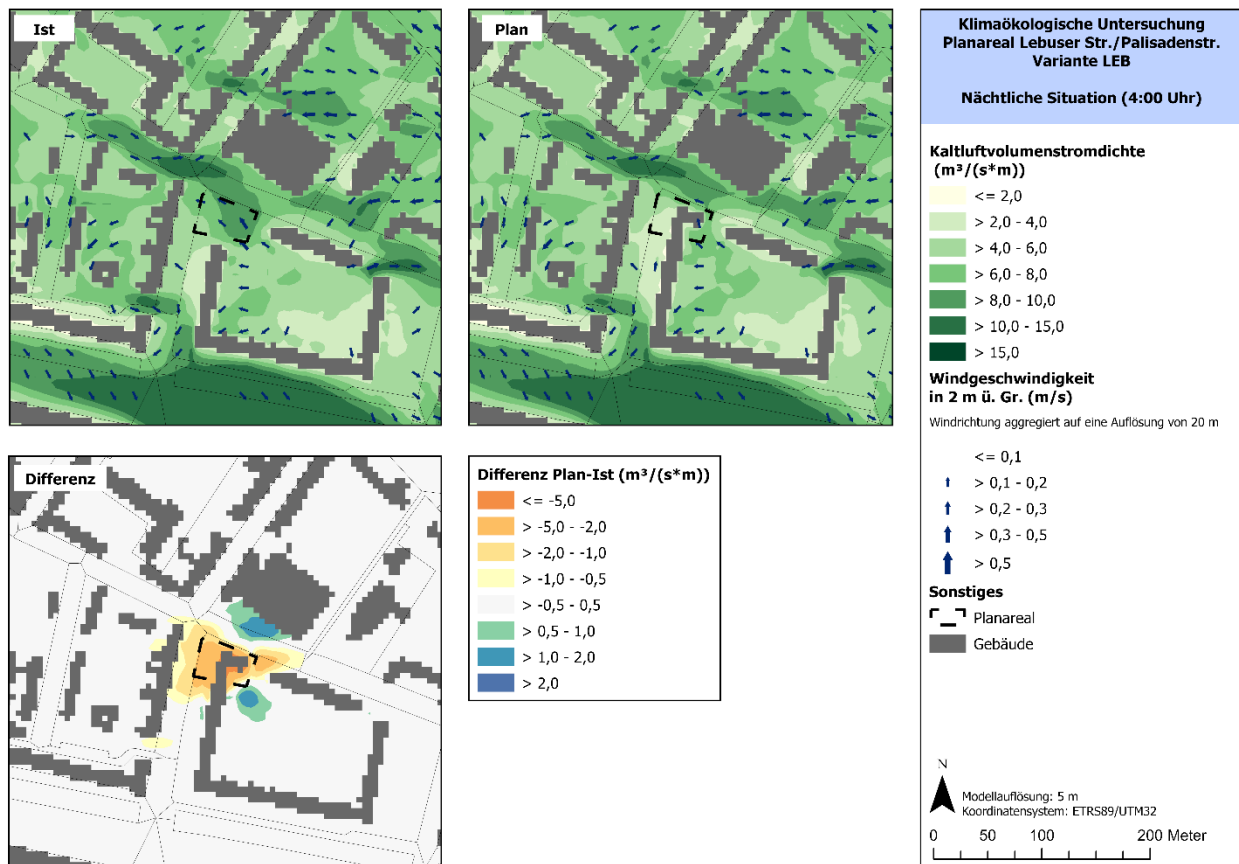 Ist
Plan
Differenz
Differenz Plan-Ist (m³/(s*m))
<= -5,0
> -5,0 - -2,0
> -2,0 - -1,0
> -1,0 - -0,5
> -0,5 - 0,5
> 0,5 - 1,0
> 1,0 - 2,0
> 2,0
Klimaökologische Untersuchung
Planareal Lebuser Str./Palisadenstr.
Variante LEB
Nächtliche Situation (4:00 Uhr)
Kaltluftvolumenstromdichte
(m³/(s*m))
<= 2,0
> 2,0 - 4,0
> 4,0 - 6,0
> 6,0 - 8,0
> 8,0 - 10,0
> 10,0 - 15,0
> 15,0
Windgeschwindigkeit
in 2 m ü. Gr. (m/s)
Windrichtung aggregiert auf eine Auflösung von 20 m
<= 0,1
> 0,1 - 0,2
> 0,2 - 0,3
> 0,3 - 0,5
> 0,5
Sonstiges
Planareal
Gebäude
N
Modellauflösung: 5 m
Koordinatensystem: ETRS89/UTM32
0 50 100 200 Meter